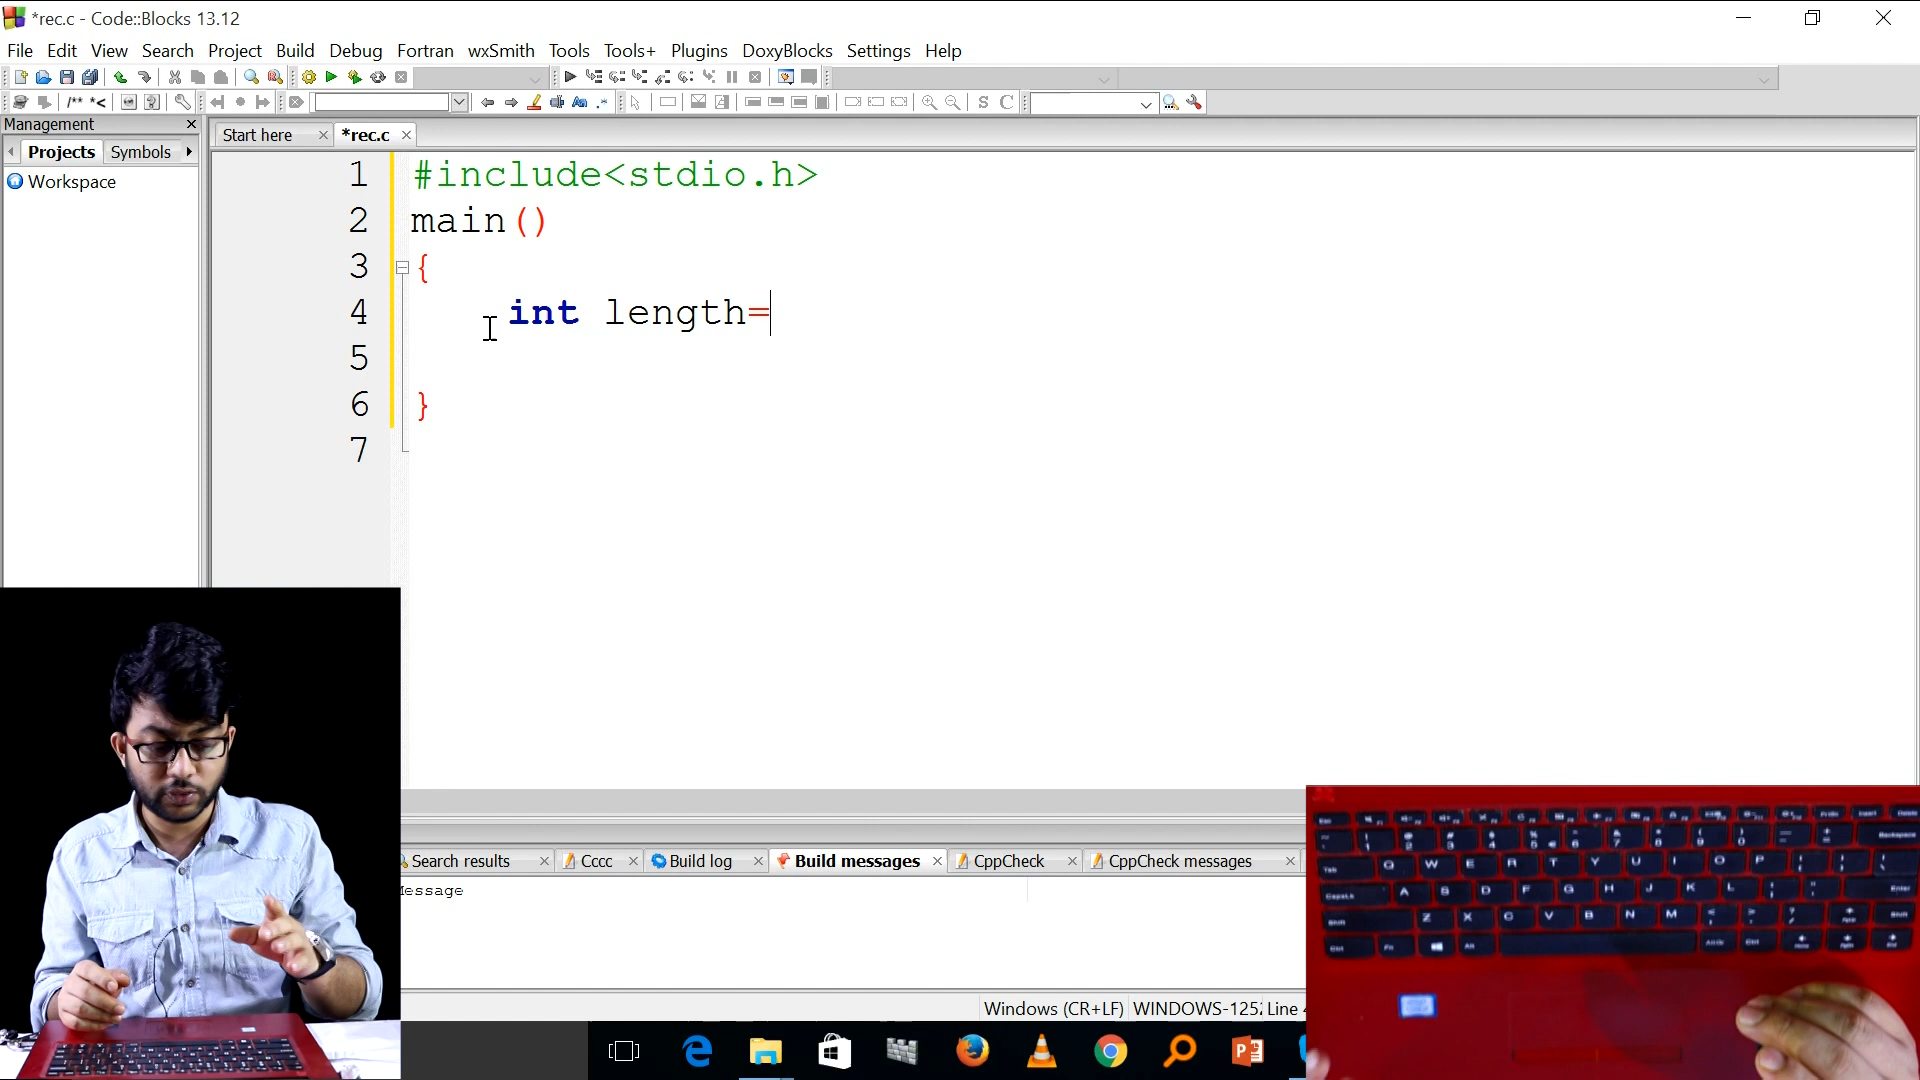 *rec.c - Code::Blocks 13.12
File Edit View Search Project Build Debug Fortran wxSmith Tools Tools+ Plugins DoxyBlocks Settings Help
Management
Start here *rec.c
Projects Symbols
Workspace
1 #include<stdio.h>
2 main()
3 {
4 int length=
5
6 }
7
Search results Cccc Build log Build messages CppCheck CppCheck messages
Message
Windows (CR+LF) WINDOWS-1252 Line
Q W E R T Y U I O P
A S D F G H J K L
Z X C V B N M